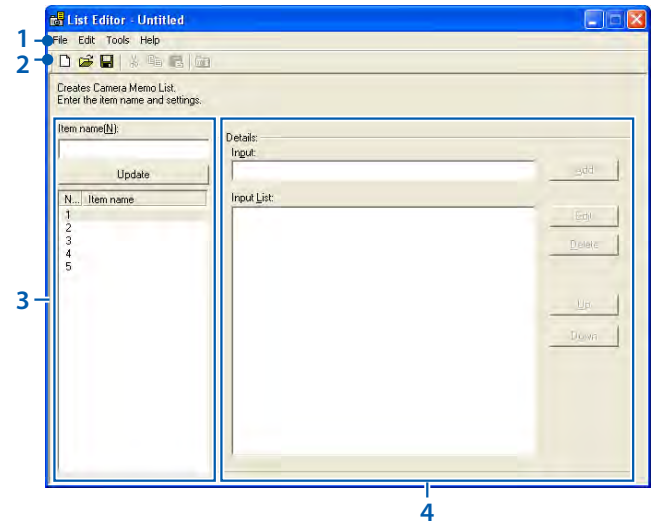 List Editor - Untitled
1
File Edit Tools Help
2
Creates Camera Memo List.
Enter the item name and settings.
Item name(N):
Update
N... Item name
1
2
3
4
5
Details:
Input:
Add
Input List:
Edit
Delete
Up
Down
3
4